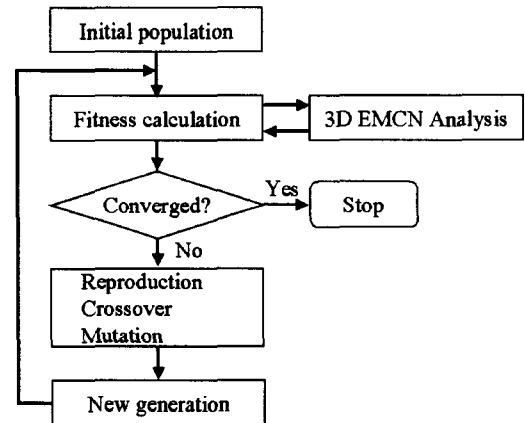 Initial population
Fitness calculation
3D EMCN Analysis
Converged?
Yes
Stop
No
Reproduction
Crossover
Mutation
New generation